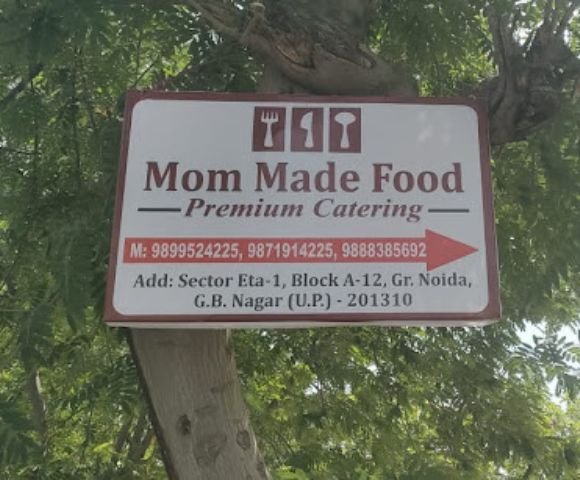 Mom Made Food
Premium Catering
M: 9899524225, 9871914225, 9888385692
Add: Sector Eta-1, Block A-12, Gr. Noida,
G.B. Nagar (U.P.) - 201310